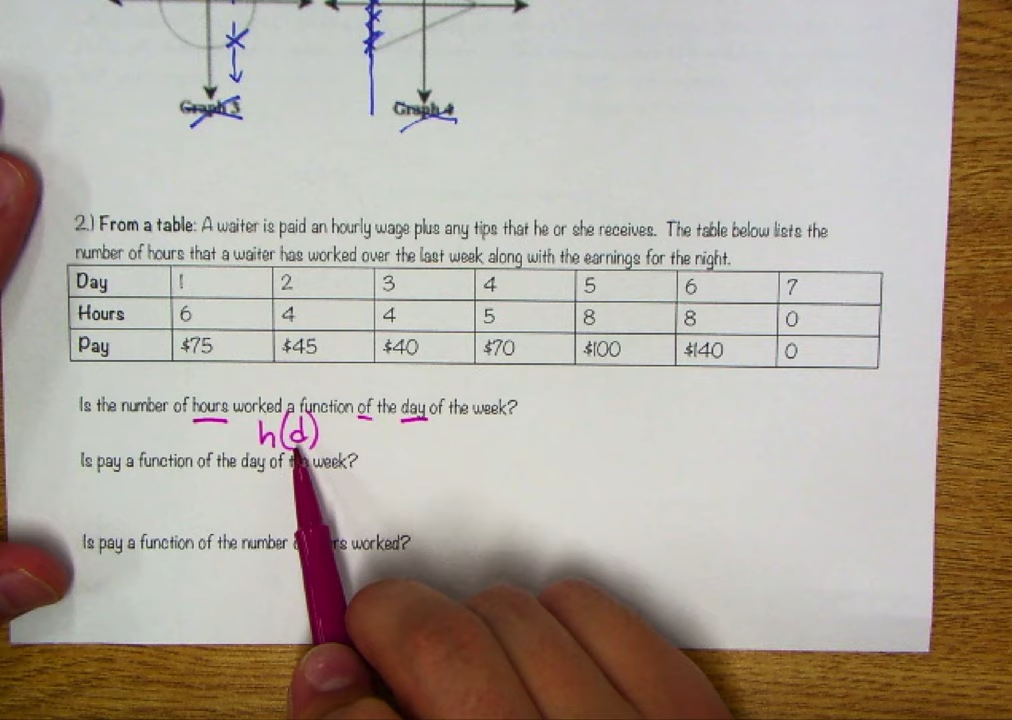 Graph 3 Graph 4
2.) From a table: A waiter is paid an hourly wage plus any tips that he or she receives. The table below lists the
number of hours that a waiter has worked over the last week along with the earnings for the night.
Day 1 2 3 4 5 6 7
Hours 6 4 4 5 8 8 0
Pay $75 $45 $40 $70 $100 $140 0
Is the number of hours worked a function of the day of the week?
h(d)
Is pay a function of the day of week?
Is pay a function of the number worked?